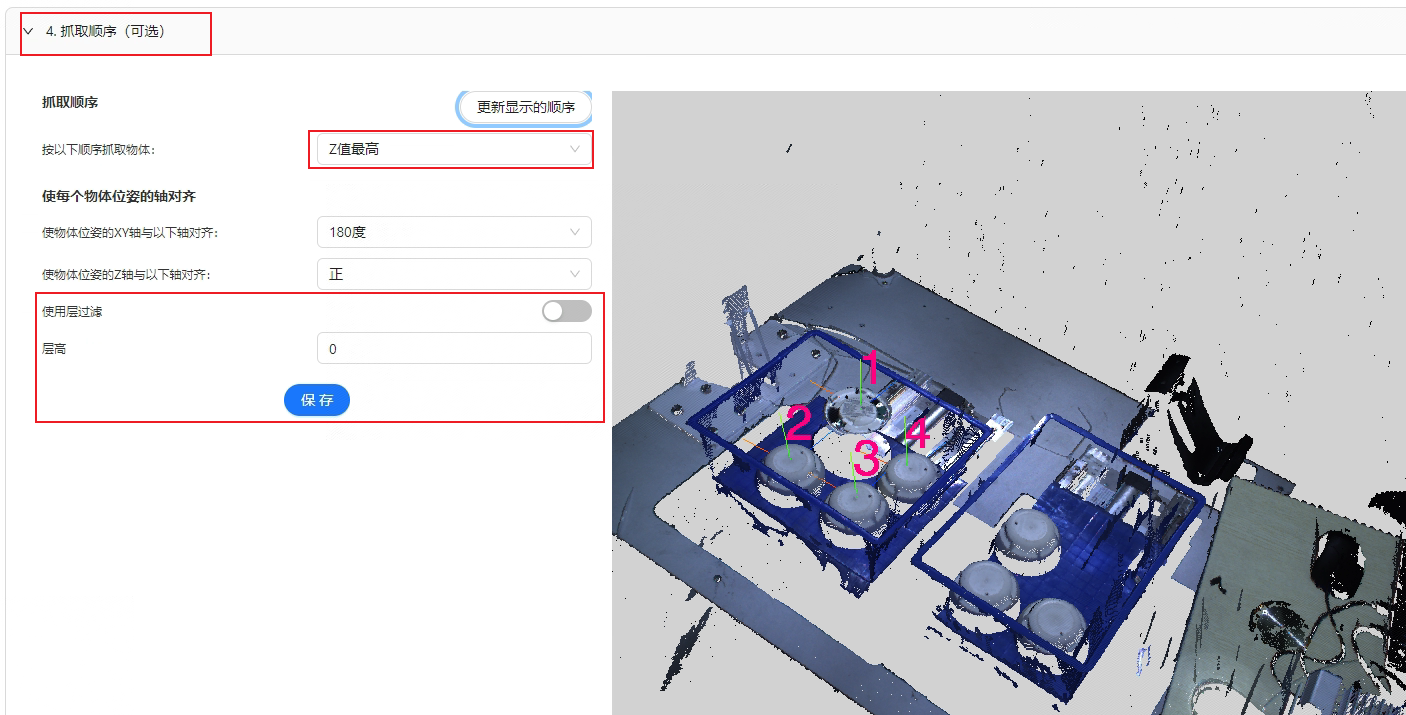 4. 抓取顺序（可选）
抓取顺序
更新显示的顺序
按以下顺序抓取物体：
Z值最高
使每个物体位姿的轴对齐
使物体位姿的XY轴与以下轴对齐：
180度
使物体位姿的Z轴与以下轴对齐：
正
使用层过滤
层高
0
保存
1
2
4
3